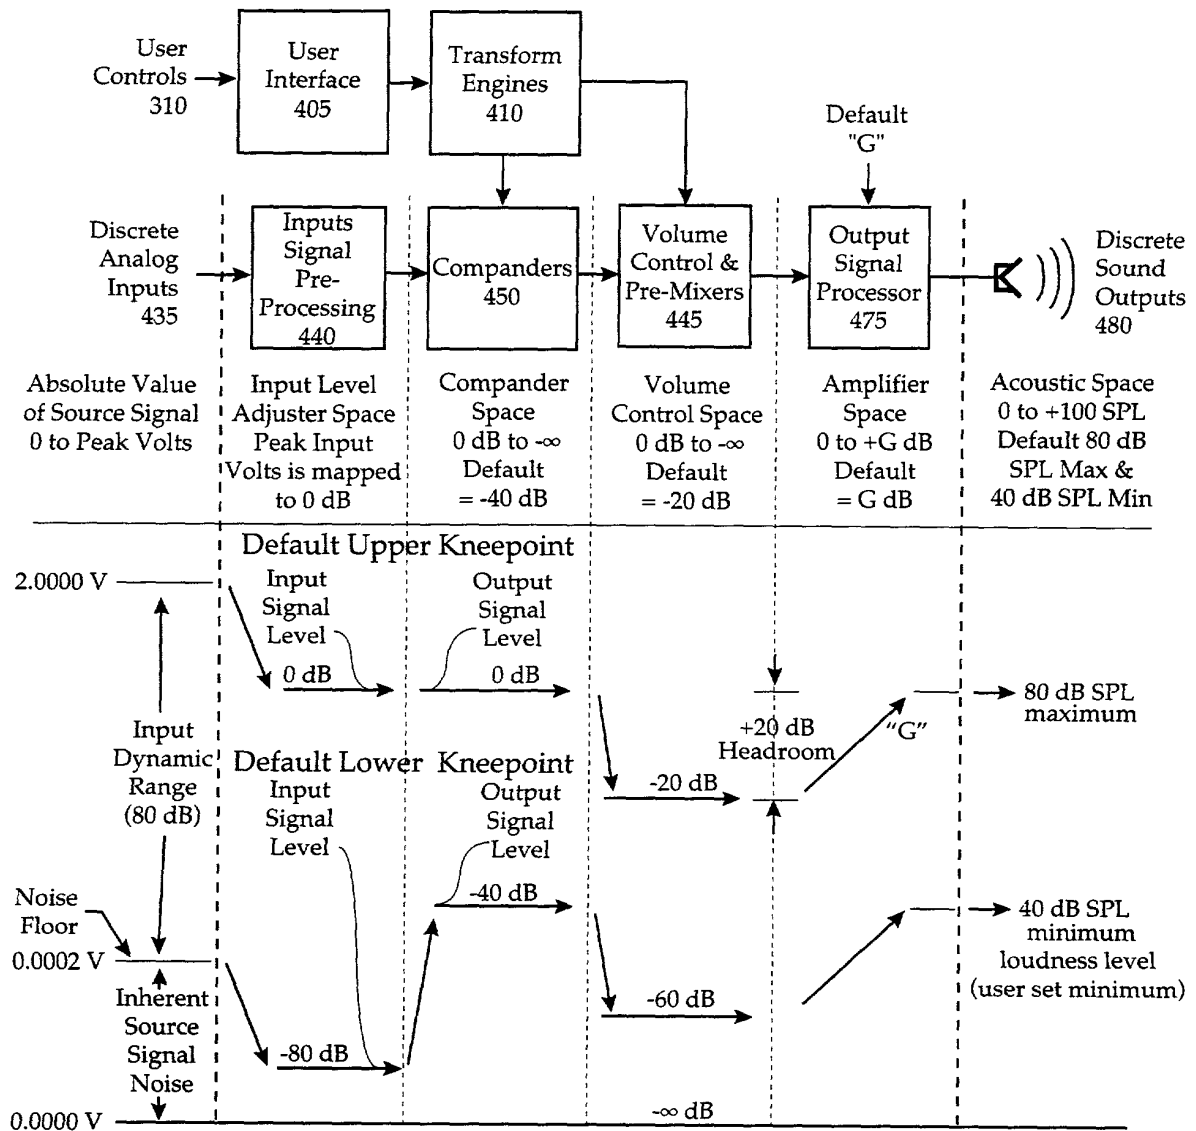 User
Controls
310
User
Interface
405
Transform
Engines
410
Default
"G"
Discrete
Analog
Inputs
435
Inputs
Signal
Pre-
Processing
440
Companders
450
Volume
Control &
Pre-Mixers
445
Output
Signal
Processor
475
Discrete
Sound
Outputs
480
Absolute Value
of Source Signal
0 to Peak Volts
Input Level
Adjuster Space
Peak Input
Volts is mapped
to 0 dB
Compander
Space
0 dB to -∞
Default
= -40 dB
Volume
Control Space
0 dB to -∞
Default
= -20 dB
Amplifier
Space
0 to +G dB
Default
= G dB
Acoustic Space
0 to +100 SPL
Default 80 dB
SPL Max &
40 dB SPL Min
Default Upper Kneepoint
2.0000 V
Input
Signal
Level
0 dB
Output
Signal
Level
0 dB
80 dB SPL
maximum
+20 dB
Headroom
"G"
Input
Dynamic
Range
(80 dB)
Default Lower Kneepoint
Input
Signal
Level
Output
Signal
Level
-20 dB
-40 dB
Noise
Floor
0.0002 V
40 dB SPL
minimum
loudness level
(user set minimum)
-60 dB
Inherent
Source
Signal
Noise
-80 dB
0.0000 V
-∞ dB